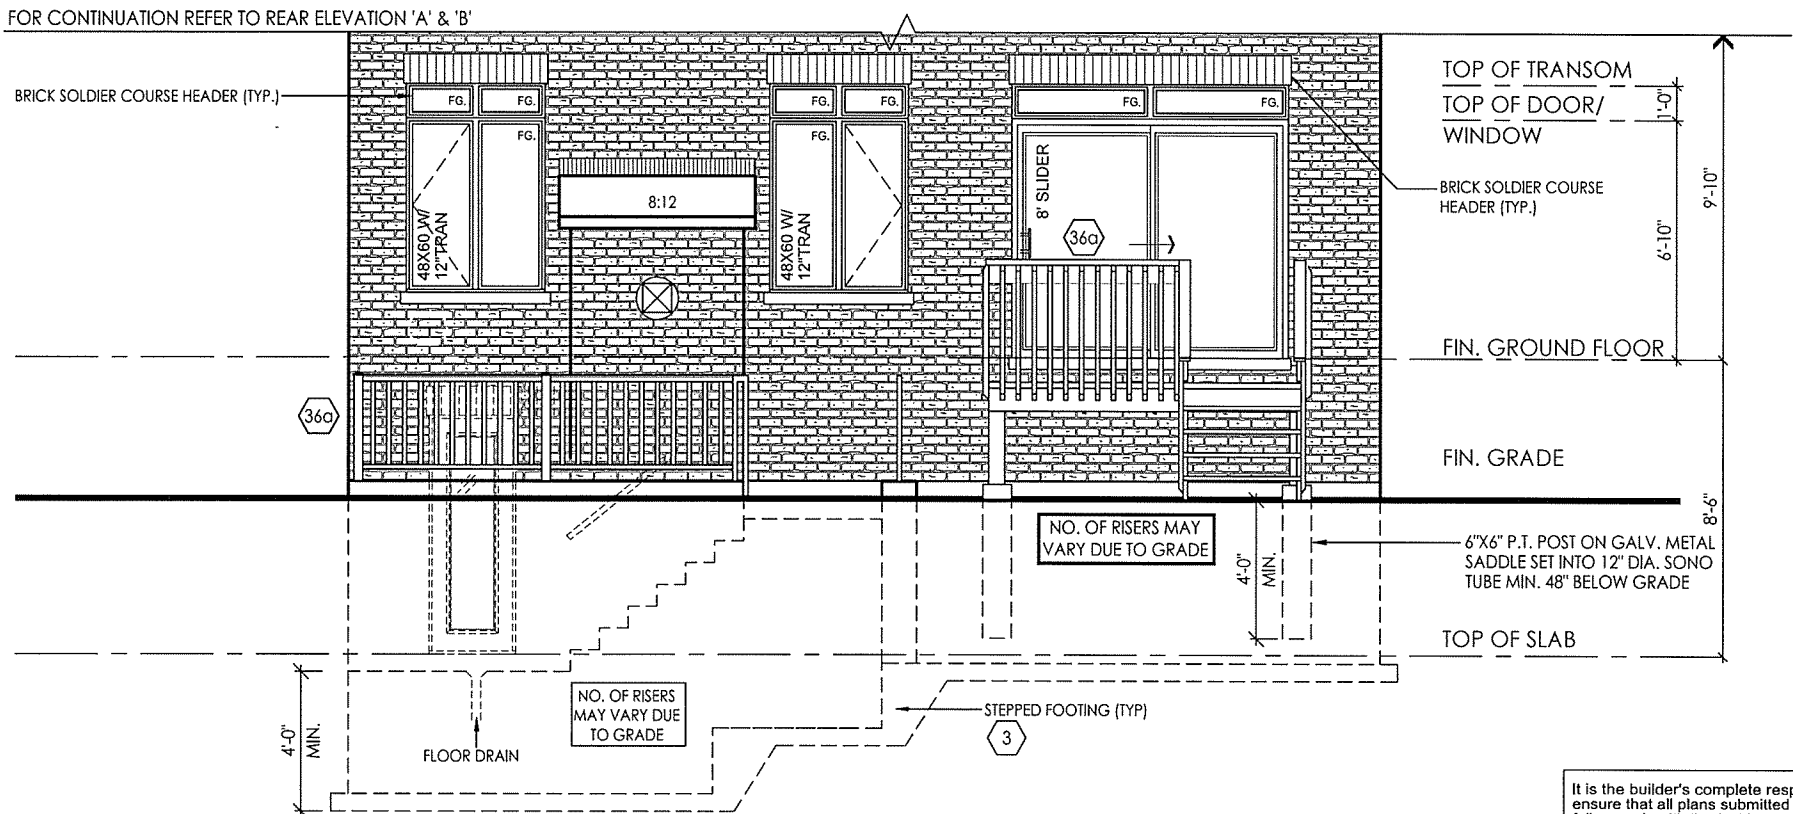 FOR CONTINUATION REFER TO REAR ELEVATION 'A' & 'B'
BRICK SOLDIER COURSE HEADER (TYP.)
FG.
FG.
FG.
48X60 W/
12"TRAN
8:12
FG.
FG.
FG.
48X60 W/
12"TRAN
FG.
FG.
8' SLIDER
36a
TOP OF TRANSOM
TOP OF DOOR/
WINDOW
1'-0"
6'-10"
9'-10"
BRICK SOLDIER COURSE
HEADER (TYP.)
FIN. GROUND FLOOR
36a
FIN. GRADE
8'-6"
NO. OF RISERS MAY
VARY DUE TO GRADE
4'-0"
MIN.
6"X6" P.T. POST ON GALV. METAL
SADDLE SET INTO 12" DIA. SONO
TUBE MIN. 48" BELOW GRADE
TOP OF SLAB
4'-0"
MIN.
FLOOR DRAIN
NO. OF RISERS
MAY VARY DUE
TO GRADE
STEPPED FOOTING (TYP)
3
It is the builder's complete resp
ensure that all plans submitted